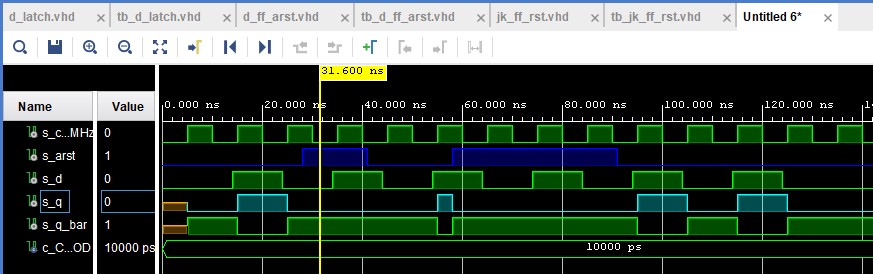 d_latch.vhd tb_d_latch.vhd d_ff_arst.vhd tb_d_ff_arst.vhd jk_ff_rst.vhd tb_jk_ff_rst.vhd Untitled 6*
31.600 ns
Name Value 0.000 ns 20.000 ns 40.000 ns 60.000 ns 80.000 ns 100.000 ns 120.000 ns
s_c...MHz 0
s_arst 1
s_d 0
s_q 0
s_q_bar 1
c_C...OD 10000 ps 10000 ps